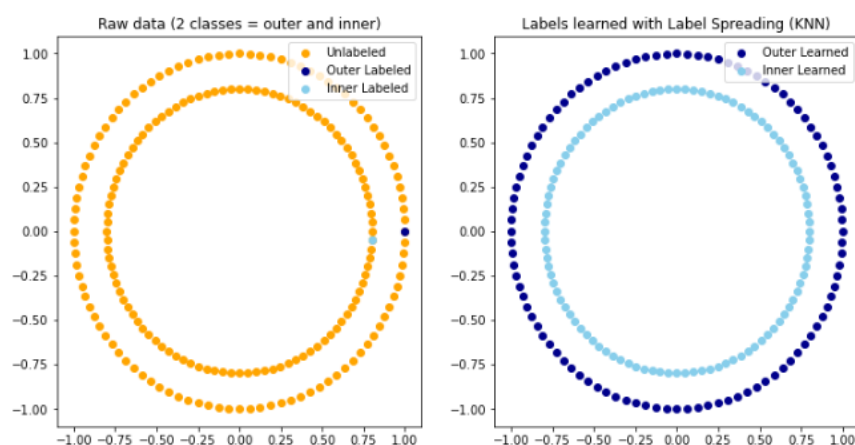 Raw data (2 classes = outer and inner)
Unlabeled
Outer Labeled
Inner Labeled
1.00
0.75
0.50
0.25
0.00
−0.25
−0.50
−0.75
−1.00
−1.00 −0.75 −0.50 −0.25 0.00 0.25 0.50 0.75 1.00
Labels learned with Label Spreading (KNN)
Outer Learned
Inner Learned
1.00
0.75
0.50
0.25
0.00
−0.25
−0.50
−0.75
−1.00
−1.00 −0.75 −0.50 −0.25 0.00 0.25 0.50 0.75 1.00